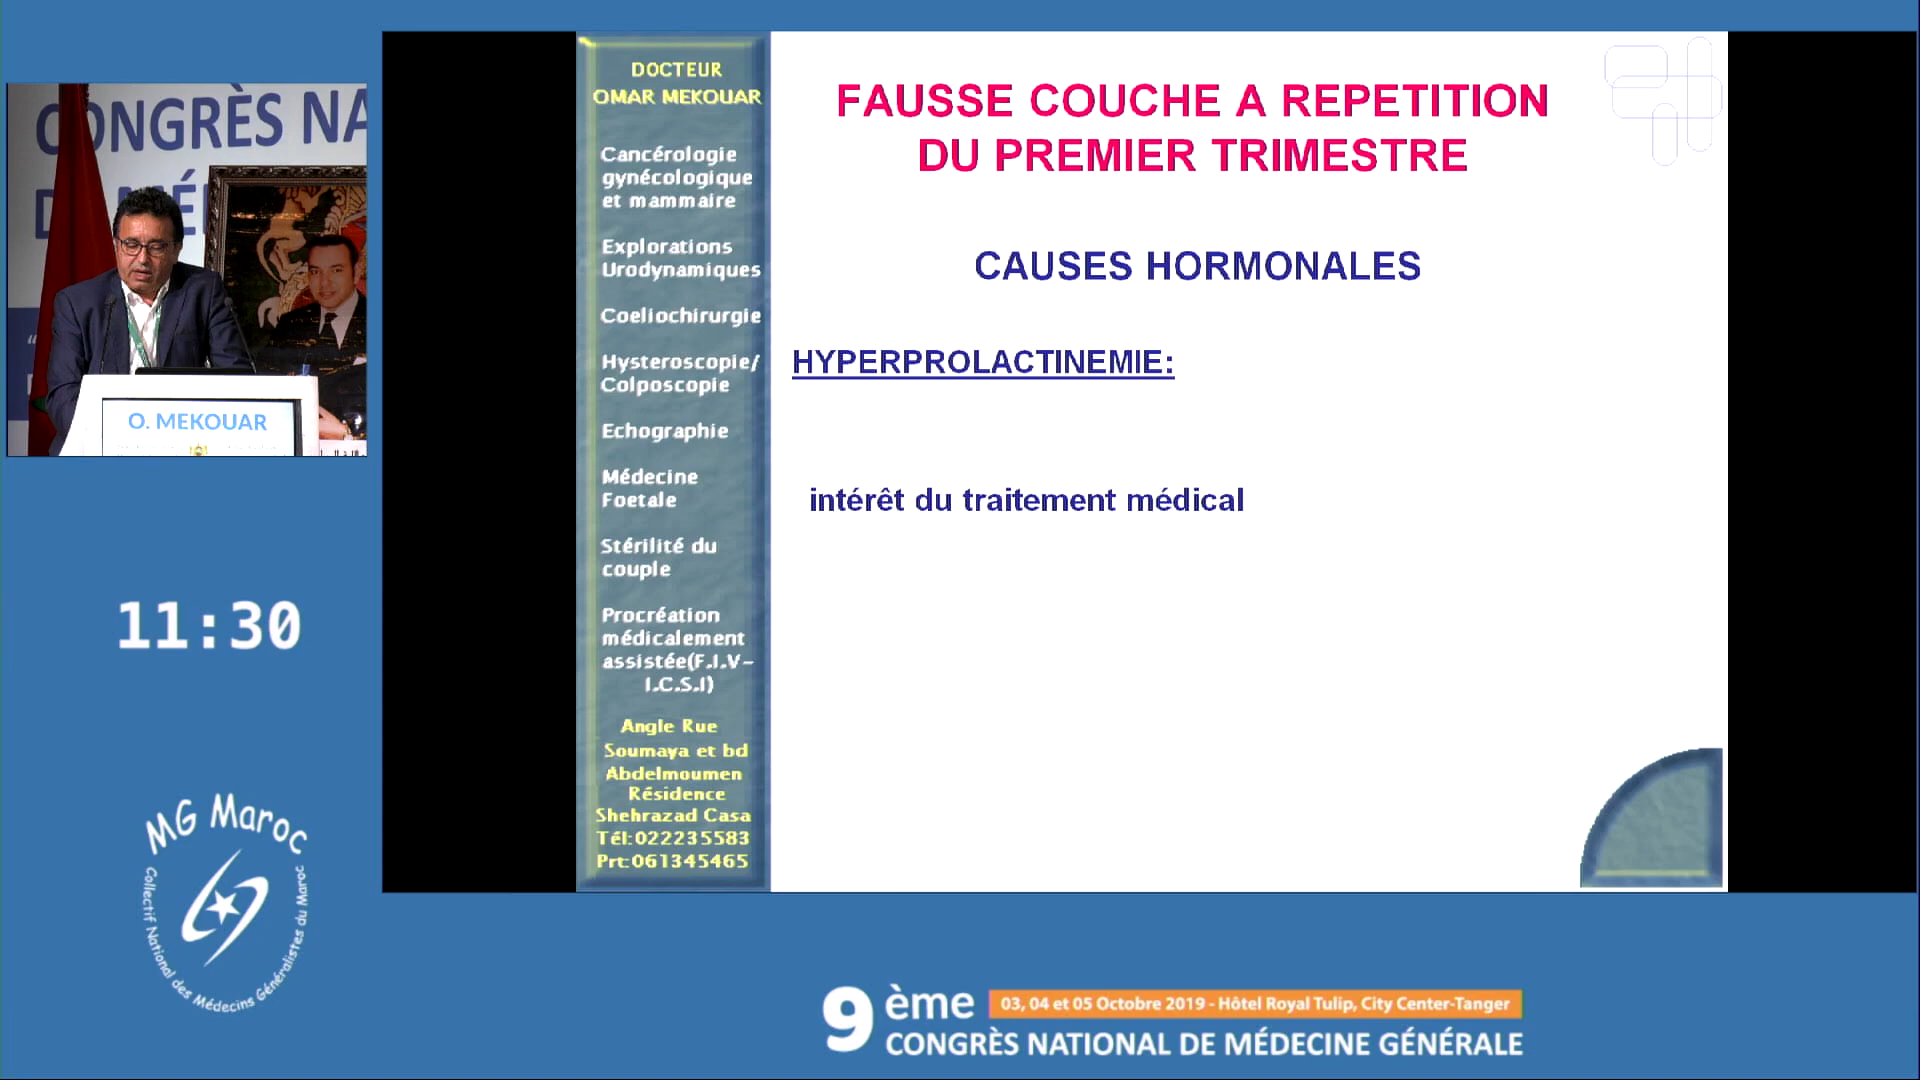 CONGRÈS NA
O. MEKOUAR
11:30
MG Maroc
Collectif National des Médecins Généralistes du Maroc
DOCTEUR
OMAR MEKOUAR
Cancérologie
gynécologique
et mammaire
Explorations
Urodynamiques
Coeliochirurgie
Hysteroscopie/
Colposcopie
Echographie
Médecine
Foetale
Stérilité du
couple
Procréation
médicalement
assistée(F.I.V-
I.C.S.I)
Angle Rue
Soumaya et bd
Abdelmoumen
Résidence
Shehrazad Casa
Tél:022235583
Prt:061345465
FAUSSE COUCHE A REPETITION
DU PREMIER TRIMESTRE
CAUSES HORMONALES
HYPERPROLACTINEMIE:
intérêt du traitement médical
9 ème
03, 04 et 05 Octobre 2019 - Hôtel Royal Tulip, City Center-Tanger
CONGRÈS NATIONAL DE MÉDECINE GÉNÉRALE